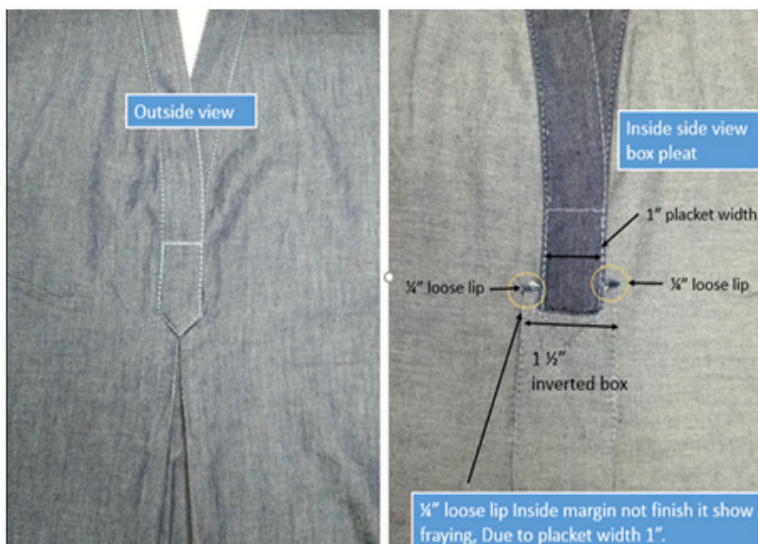 Outside view
Inside side view
box pleat
1” placket width
¼” loose lip
¼” loose lip
1 ½”
inverted box
¼” loose lip Inside margin not finish it show
fraying, Due to placket width 1”.